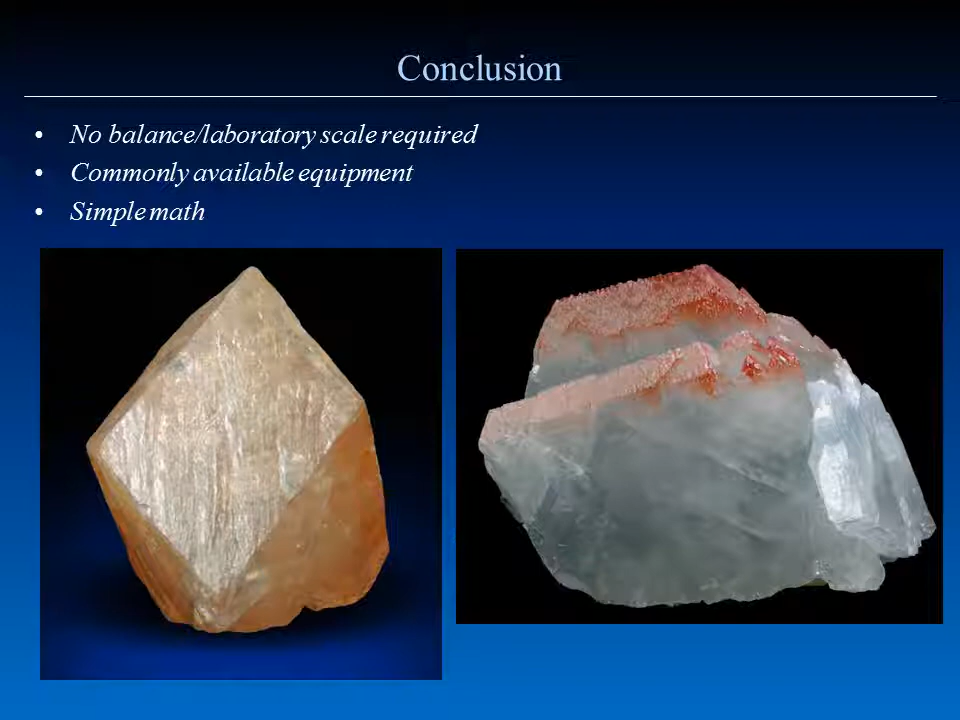 Conclusion
• No balance/laboratory scale required
• Commonly available equipment
• Simple math